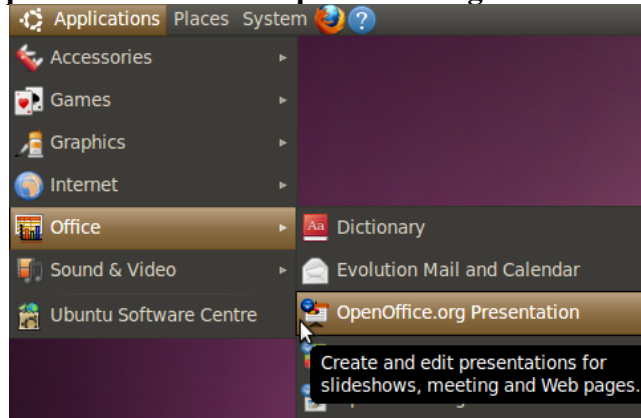 Applications Places System
Accessories
Games
Graphics
Internet
Office
Dictionary
Sound & Video
Evolution Mail and Calendar
Ubuntu Software Centre
OpenOffice.org Presentation
Create and edit presentations for
slideshows, meeting and Web pages.